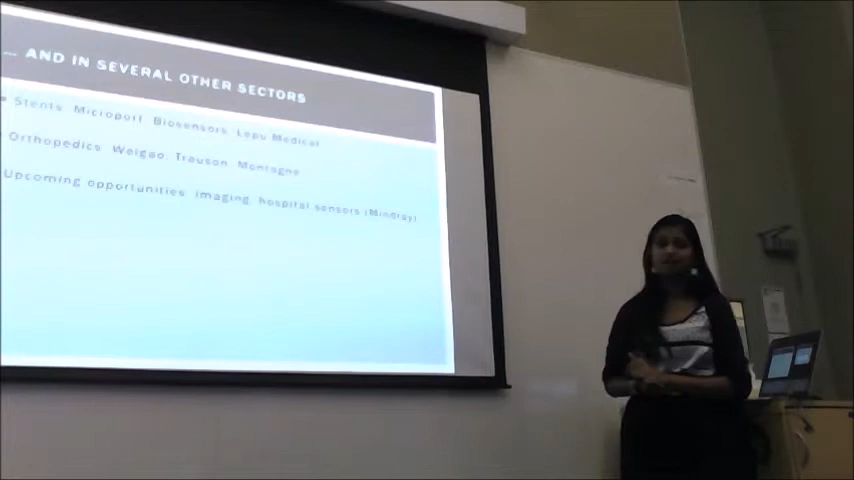 ... AND IN SEVERAL OTHER SECTORS
Stents Microport Biosensors Lepu Medical
Orthopedics Weigao Trauson Montagne
Upcoming opportunities imaging hospital sensors (Mindray)